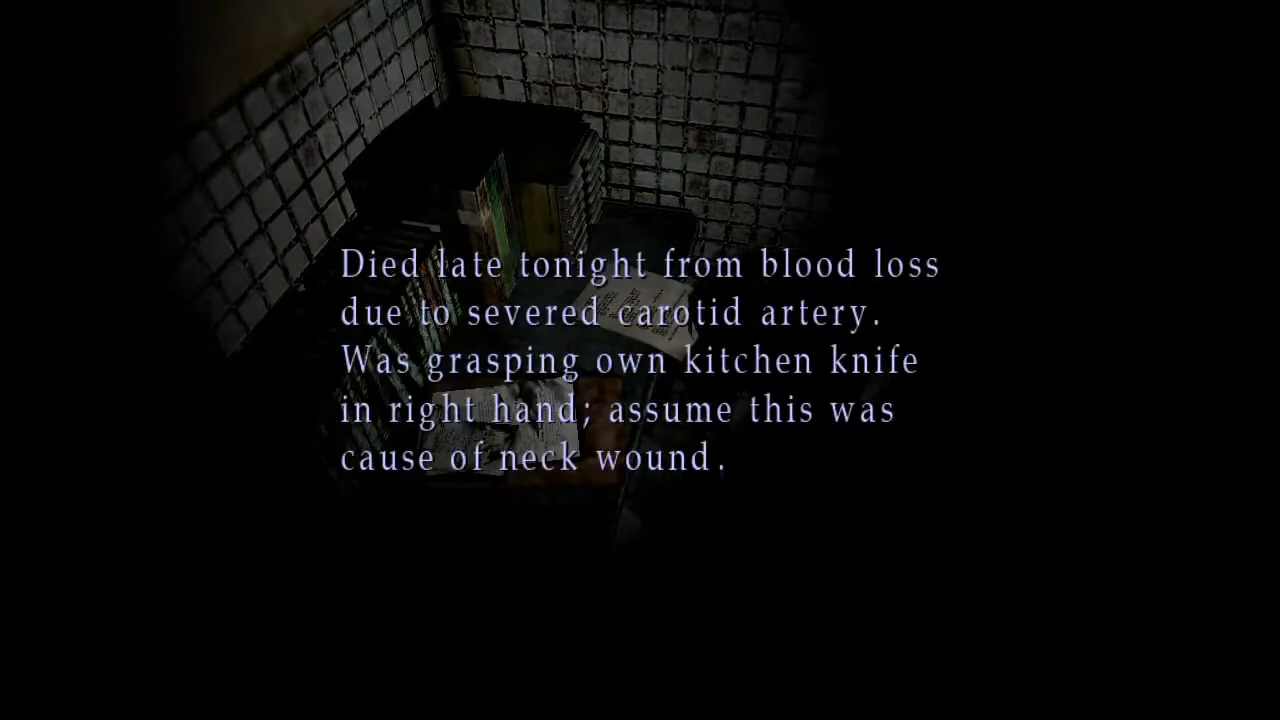 Died late tonight from blood loss
due to severed carotid artery.
Was grasping own kitchen knife
in right hand; assume this was
cause of neck wound.